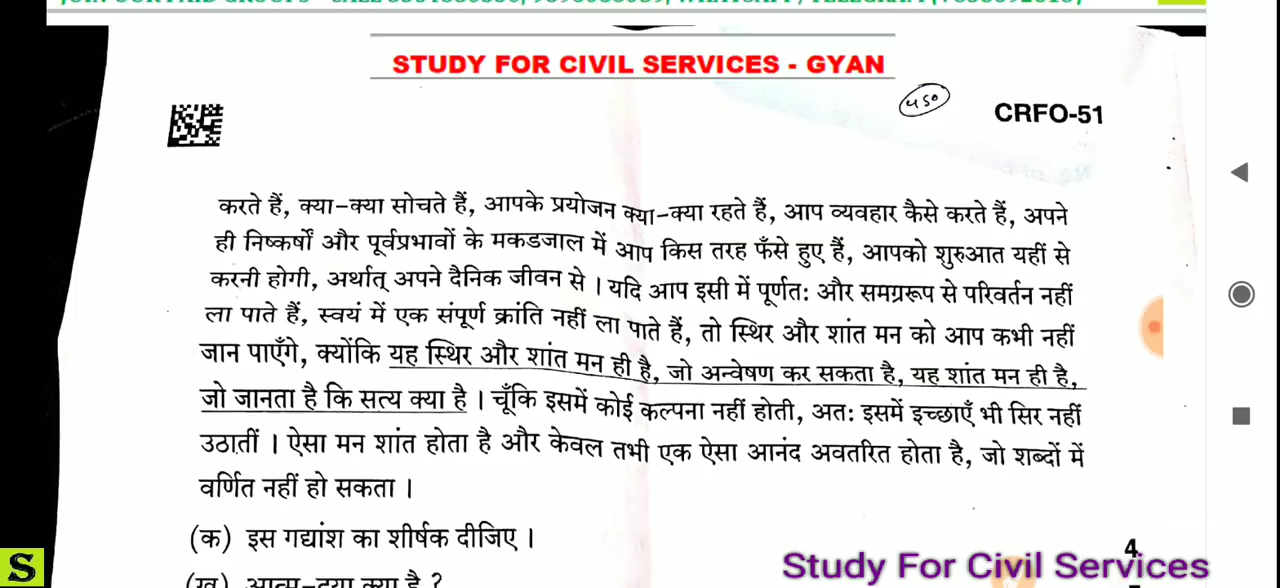 STUDY FOR CIVIL SERVICES - GYAN
450
CRFO-51
करते हैं, क्या-क्या सोचते हैं, आपके प्रयोजन क्या-क्या रहते हैं, आप व्यवहार कैसे करते हैं, अपने
ही निष्कर्षों और पूर्वप्रभावों के मकडजाल में आप किस तरह फँसे हुए हैं, आपको शुरुआत यहीं से
करनी होगी, अर्थात् अपने दैनिक जीवन से । यदि आप इसी में पूर्णतः और समग्ररूप से परिवर्तन नहीं
ला पाते हैं, स्वयं में एक संपूर्ण क्रांति नहीं ला पाते हैं, तो स्थिर और शांत मन को आप कभी नहीं
जान पाएँगे, क्योंकि यह स्थिर और शांत मन ही है, जो अन्वेषण कर सकता है, यह शांत मन ही है,
जो जानता है कि सत्य क्या है । चूँकि इसमें कोई कल्पना नहीं होती, अतः इसमें इच्छाएँ भी सिर नहीं
उठातीं । ऐसा मन शांत होता है और केवल तभी एक ऐसा आनंद अवतरित होता है, जो शब्दों में
वर्णित नहीं हो सकता ।
(क) इस गद्यांश का शीर्षक दीजिए ।
4
(ख) आत्म-दया क्या है ?
Study For Civil Services
S